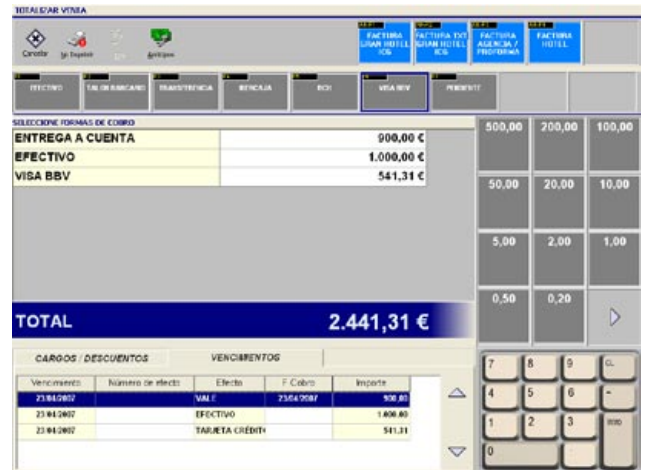 TOTALIZAR VENTA
Cancelar
Anticipos
FACTURA GRAN HOTEL ICG
FACTURA TXT GRAN HOTEL ICG
FACTURA AGENCIA / PROFORMA
FACTURA HOTEL
EFECTIVO
TALON BANCARIO
TRANSFERENCIA
VISA BBV
PENDIENTE
SELECCIONE FORMAS DE COBRO
ENTREGA A CUENTA 900,00 €
EFECTIVO 1.000,00 €
VISA BBV 541,31 €
500,00 200,00 100,00
50,00 20,00 10,00
5,00 2,00 1,00
0,50 0,20
TOTAL 2.441,31 €
CARGOS / DESCUENTOS VENCIMIENTOS
Vencimiento Número de efecto Efecto F.Cobro Importe
23/04/2007 VALE 23/04/2007 900,00
23/04/2007 EFECTIVO 1.000,00
23/04/2007 TARJETA CRÉDIT 541,31
7 8 9 CL
4 5 6 -
1 2 3
0